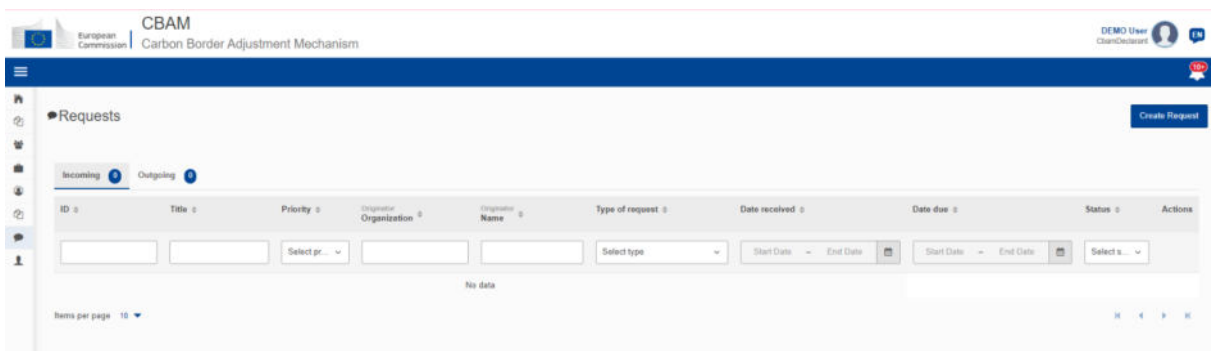 CBAM
European
Commission
Carbon Border Adjustment Mechanism
DEMO User
CbamDeclarant
EN
10+
Requests
Create Request
Incoming 0 Outgoing 0
ID Title Priority Originator Organization Originator Name Type of request Date received Date due Status Actions
Select pr... Select type Start Date – End Date Start Date – End Date Select s...
No data
Items per page 10